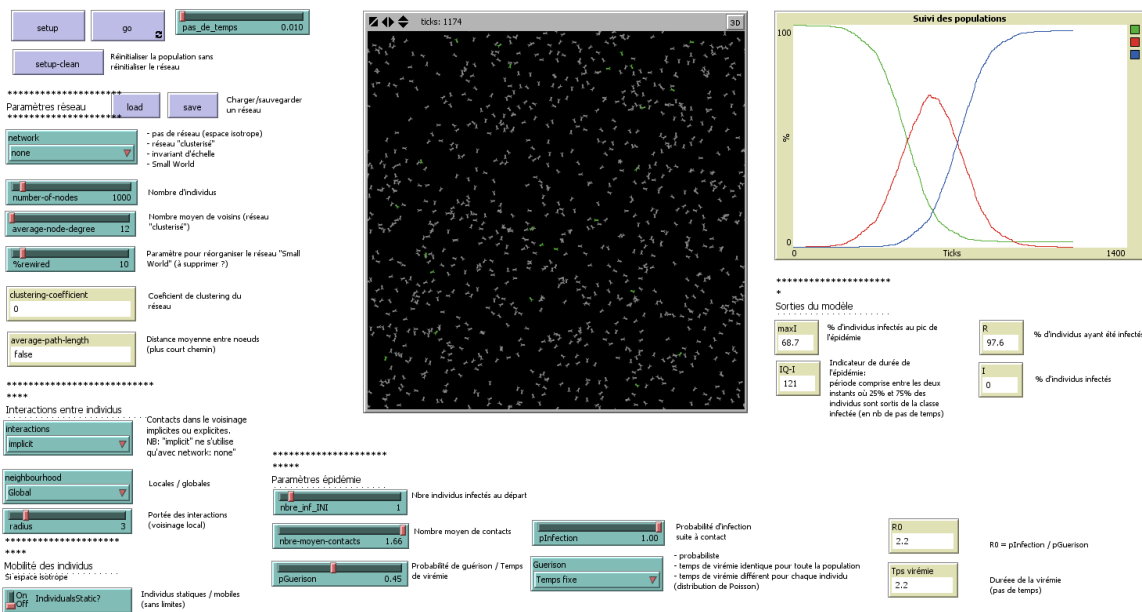 setup
go
pas_de_temps 0.010
setup-clean
Réinitialiser la population sans
réinitialiser le réseau
*********************
Paramètres réseau
*********************
load
save
Charger/sauvegarder
un réseau
network
none
- pas de réseau (espace isotrope)
- réseau "clusterisé"
- invariant d'échelle
- Small World
number-of-nodes 1000
Nombre d'individus
average-node-degree 12
Nombre moyen de voisins (réseau
"clusterisé")
%rewired 10
Paramètre pour réorganiser le réseau "Small
World" (à supprimer ?)
clustering-coefficient
0
Coeficient de clustering du
réseau
average-path-length
false
Distance moyenne entre noeuds
(plus court chemin)
***************************
****
Interactions entre individus
interactions
implicit
Contacts dans le voisinage
implicites ou explicites.
NB: "implicit" ne s'utilise
qu'avec network: none"
neighbourhood
Global
Locales / globales
radius 3
Portée des interactions
(voisinage local)
*********************
****
Mobilité des individus
Si espace isotrope
On
Off
IndividualsStatic?
Individus statiques / mobiles
(sans limites)
ticks: 1174
3D
*********************
*****
Paramètres épidémie
nbre_inf_INI 1
Nbre individus infectés au départ
nbre-moyen-contacts 1.66
Nombre moyen de contacts
pGuerison 0.45
Probabilité de guérison / Temps
de virémie
pInfection 1.00
Probabilité d'infection
suite à contact
Guerison
Temps fixe
- probabiliste
- temps de virémie identique pour toute la population
- temps de virémie différent pour chaque individu
(distribution de Poisson)
Suivi des populations
100
%
0
0
Ticks
1400
*********************
*
Sorties du modèle
maxI
68.7
% d'individus infectés au pic de
l'épidémie
R
97.6
% d'individus ayant été infectés
IQ-I
121
Indicateur de durée de
l'épidémie:
période comprise entre les deux
instants où 25% et 75% des
individus sont sortis de la classe
infectée (en nb de pas de temps)
I
0
% d'individus infectés
R0
2.2
R0 = pInfection / pGuerison
Tps virémie
2.2
Duréee de la virémie
(pas de temps)